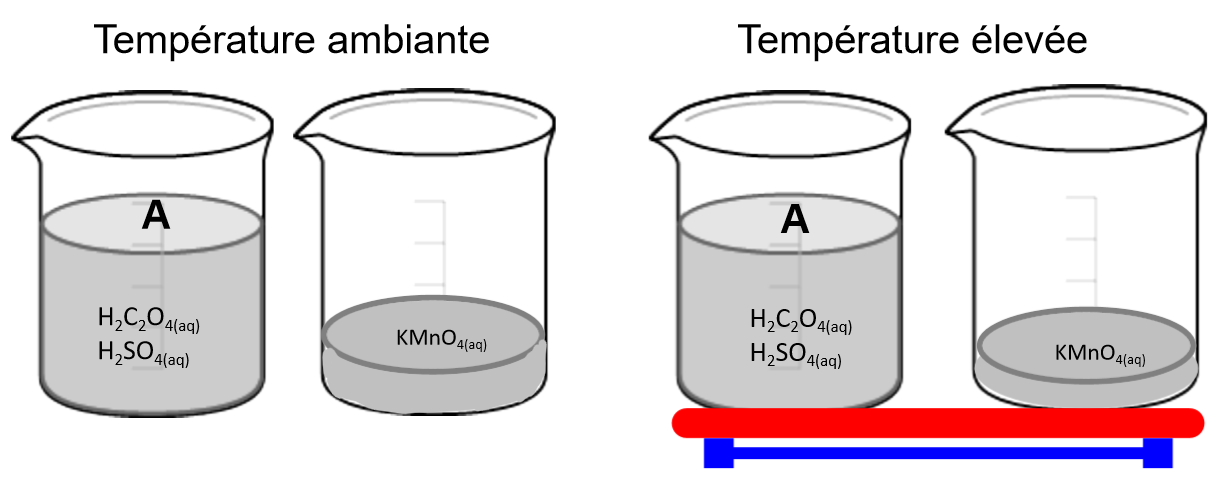 Température ambiante
Température élevée
A
H₂C₂O₄₍aq₎
H₂SO₄₍aq₎
KMnO₄₍aq₎
A
H₂C₂O₄₍aq₎
H₂SO₄₍aq₎
KMnO₄₍aq₎